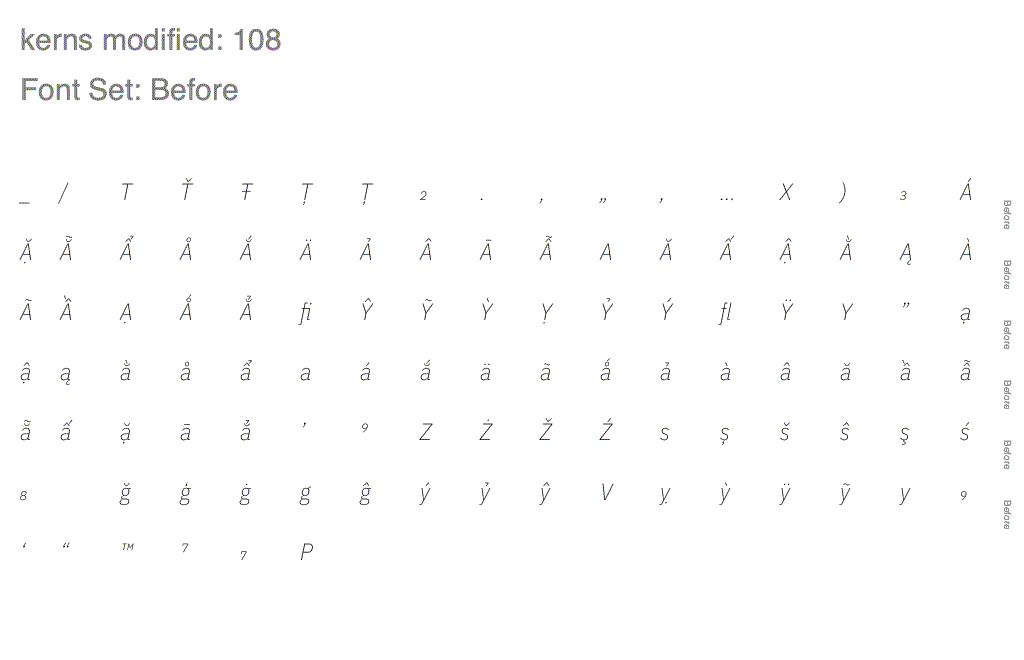 kerns modified: 108
Font Set: Before
_ / T Ť Ŧ Ţ Ț ₂ . , „ ‚ … X ) ₃ Á Before
Ặ Ẵ Ẩ Å Ắ Ä Ả Â Ā Ẫ A Ă Ấ Ậ Ằ Ą À Before
Ã Ầ Ạ Ǻ Ẳ ﬁ Ŷ Ỹ Ỳ Ỵ Ỷ Ý ﬂ Ÿ Y ” ạ Before
ậ ą ằ å ẩ a á ắ ä ã ǻ ả à â ă ầ ẫ Before
ẵ ấ ặ ā ẳ ’ ⁹ Z Ż Ž Ź s ș š ŝ ş ś Before
₈ ğ ģ ġ g ĝ ý ỷ ŷ V ỵ ỳ ÿ ỹ y ₉ Before
‘ “ ™ ⁷ ₇ P